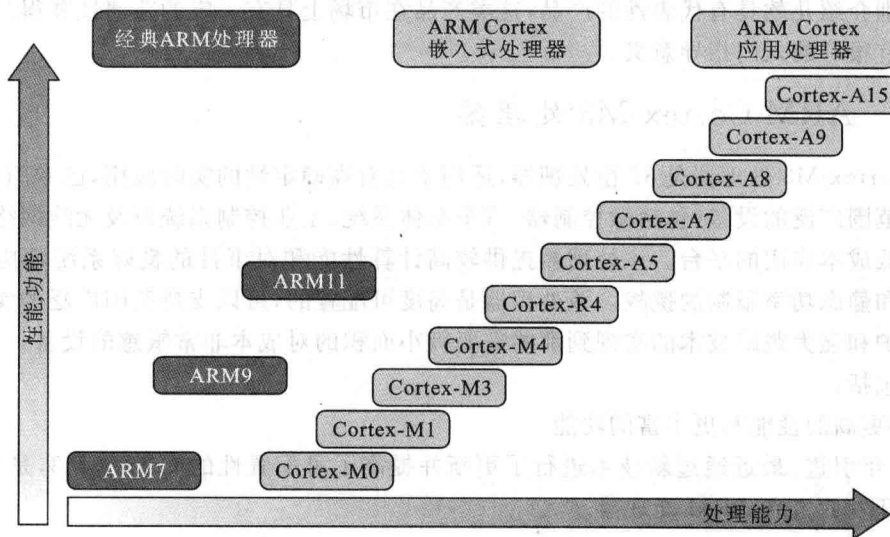 经典ARM处理器
ARM Cortex
嵌入式处理器
ARM Cortex
应用处理器
Cortex-A15
Cortex-A9
Cortex-A8
Cortex-A7
Cortex-A5
ARM11
Cortex-R4
Cortex-M4
ARM9
Cortex-M3
Cortex-M1
ARM7
Cortex-M0
性能,功能
处理能力